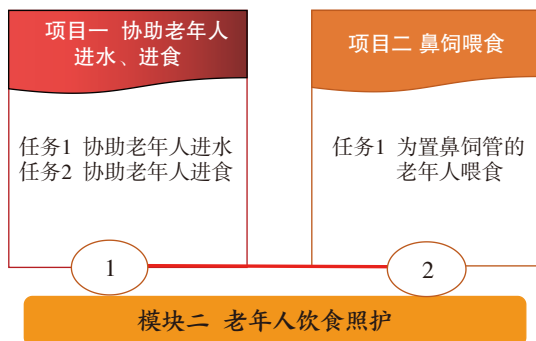 项目一 协助老年人
进水、进食
任务1 协助老年人进水
任务2 协助老年人进食
1
项目二 鼻饲喂食
任务1 为置鼻饲管的
老年人喂食
2
模块二 老年人饮食照护